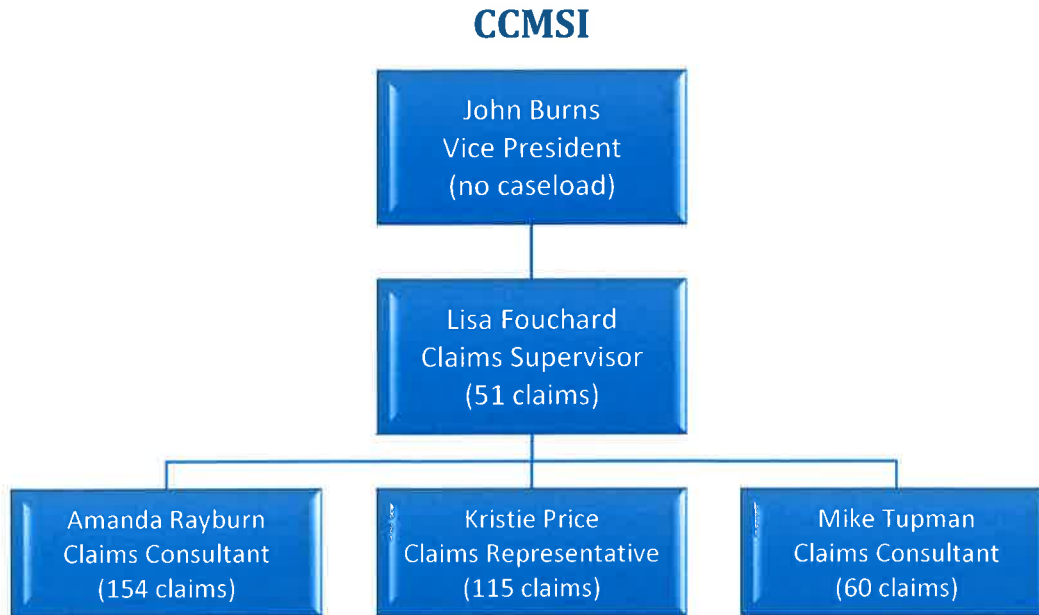 CCMSI
John Burns
Vice President
(no caseload)
Lisa Fouchard
Claims Supervisor
(51 claims)
Amanda Rayburn
Claims Consultant
(154 claims)
Kristie Price
Claims Representative
(115 claims)
Mike Tupman
Claims Consultant
(60 claims)